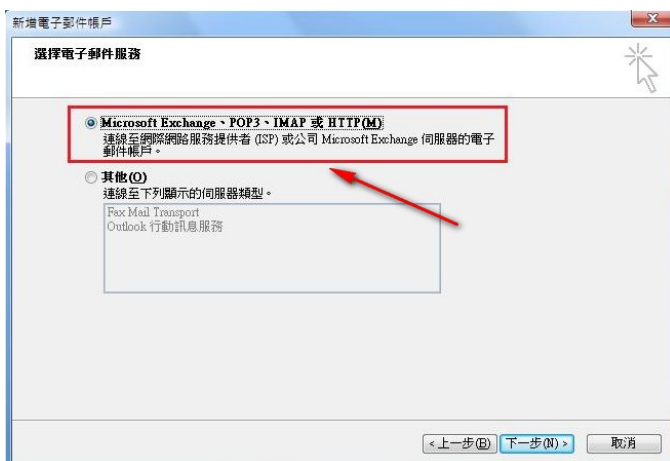 新增電子郵件帳戶
選擇電子郵件服務
Microsoft Exchange、POP3、IMAP 或 HTTP(M)
連線至網際網路服務提供者 (ISP) 或公司 Microsoft Exchange 伺服器的電子
郵件帳戶。
其他(O)
連線至下列顯示的伺服器類型。
Fax Mail Transport
Outlook 行動訊息服務
<上一步(B) 下一步(N)> 取消